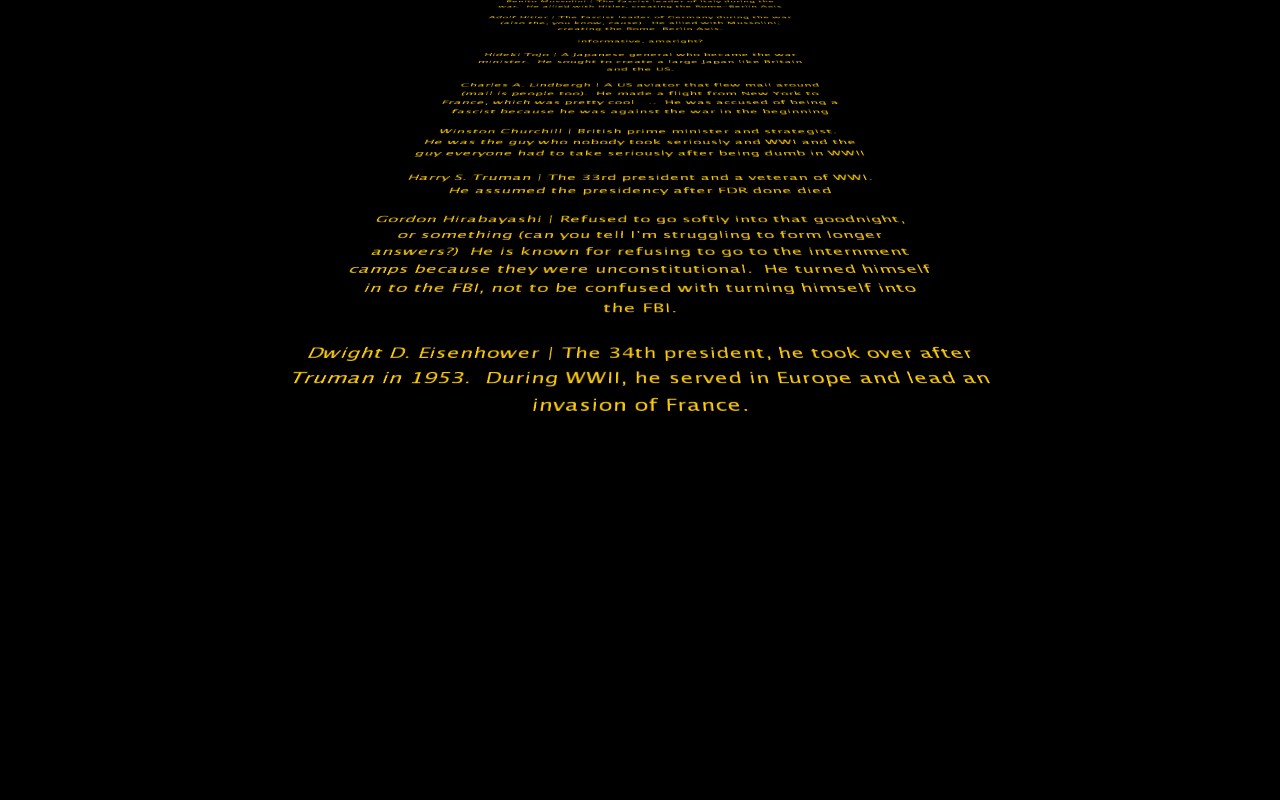 Benito Mussolini | The fascist leader of Italy during the
war. He allied with Hitler, creating the Rome-Berlin Axis.
Adolf Hitler | The fascist leader of Germany during the war
(also the, you know, cause). He allied with Mussolini,
creating the Rome-Berlin Axis.
informative, amaright?
Hideki Tojo | A Japanese general who became the war
minister. He sought to create a large Japan like Britain
and the US.
Charles A. Lindbergh | A US aviator that flew mail around
(mail is people too). He made a flight from New York to
France, which was pretty cool ... He was accused of being a
fascist because he was against the war in the beginning
Winston Churchill | British prime minister and strategist.
He was the guy who nobody took seriously and WWI and the
guy everyone had to take seriously after being dumb in WWII
Harry S. Truman | The 33rd president and a veteran of WWI.
He assumed the presidency after FDR done died
Gordon Hirabayashi | Refused to go softly into that goodnight,
or something (can you tell I'm struggling to form longer
answers?) He is known for refusing to go to the internment
camps because they were unconstitutional. He turned himself
in to the FBI, not to be confused with turning himself into
the FBI.
Dwight D. Eisenhower | The 34th president, he took over after
Truman in 1953. During WWII, he served in Europe and lead an
invasion of France.